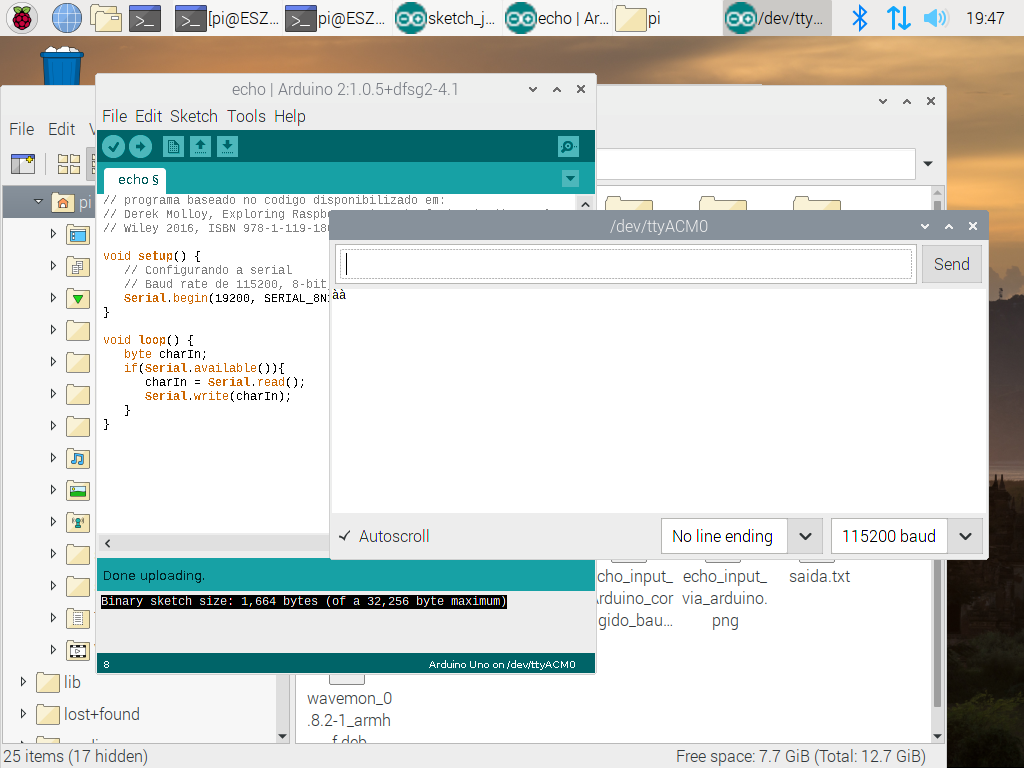 [pi@ESZ...
pi@ESZ...
sketch_j...
echo | Ar...
pi
/dev/tty...
19:47
echo | Arduino 2:1.0.5+dfsg2-4.1
File Edit Sketch Tools Help
File Edit
echo §
pi
// programa baseado no codigo disponibilizado em:
// Derek Molloy, Exploring Raspb
// Wiley 2016, ISBN 978-1-119-18
/dev/ttyACM0
Send
void setup() {
// Configurando a serial
// Baud rate de 115200, 8-bit
Serial.begin(19200, SERIAL_8N
}
àà
void loop() {
byte charIn;
if(Serial.available()){
charIn = Serial.read();
Serial.write(charIn);
}
}
Autoscroll
No line ending
115200 baud
Done uploading.
Binary sketch size: 1,664 bytes (of a 32,256 byte maximum)
8
Arduino Uno on /dev/ttyACM0
cho_input_
rduino_cor
gido_bau...
echo_input_
via_arduino.
png
saida.txt
lib
lost+found
wavemon_0
.8.2-1_armh
f.deb
25 items (17 hidden)
Free space: 7.7 GiB (Total: 12.7 GiB)